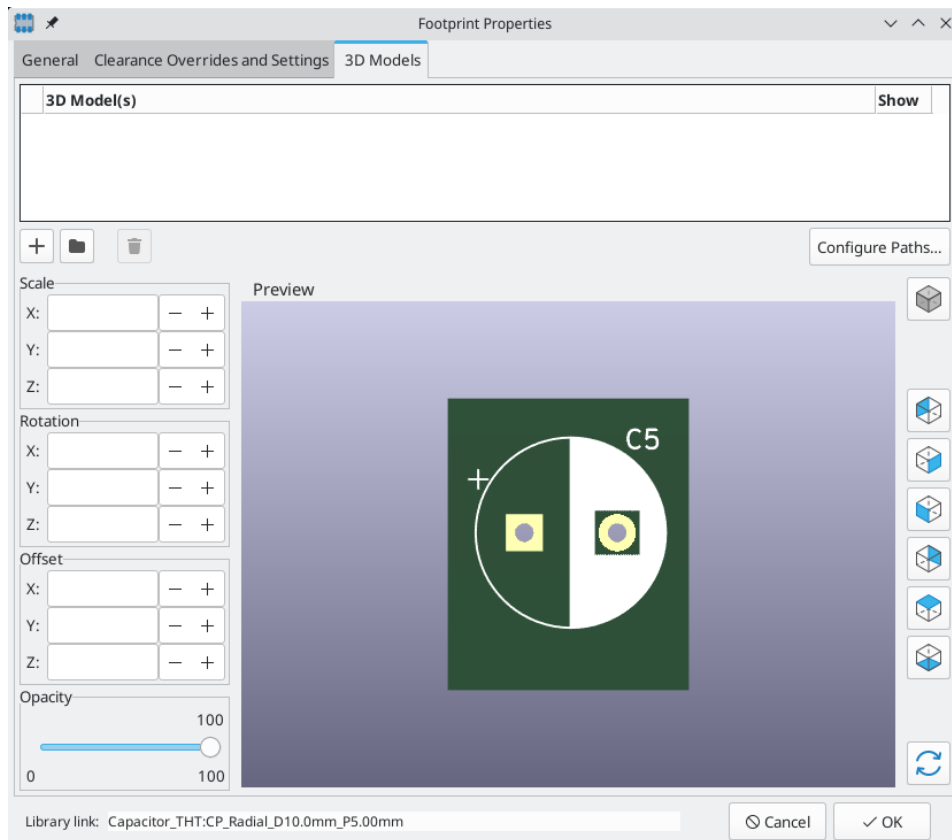 Footprint Properties
General Clearance Overrides and Settings 3D Models
3D Model(s) Show
Configure Paths...
Scale
X:
Y:
Z:
Rotation
X:
Y:
Z:
Offset
X:
Y:
Z:
Opacity
100
0 100
Preview
C5
+
Library link: Capacitor_THT:CP_Radial_D10.0mm_P5.00mm
Cancel OK